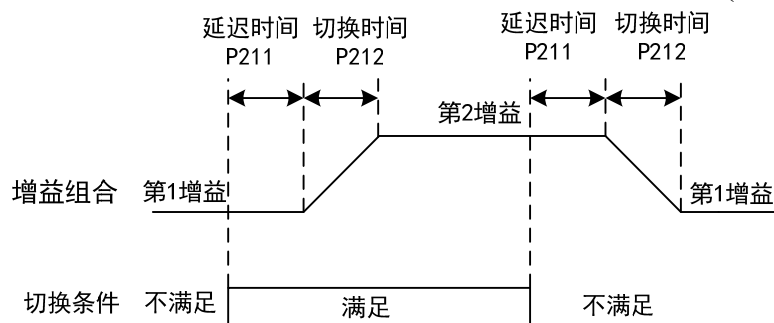 延迟时间 切换时间 延迟时间 切换时间
P211 P212 P211 P212
第2增益
增益组合 第1增益 第1增益
切换条件 不满足 满足 不满足